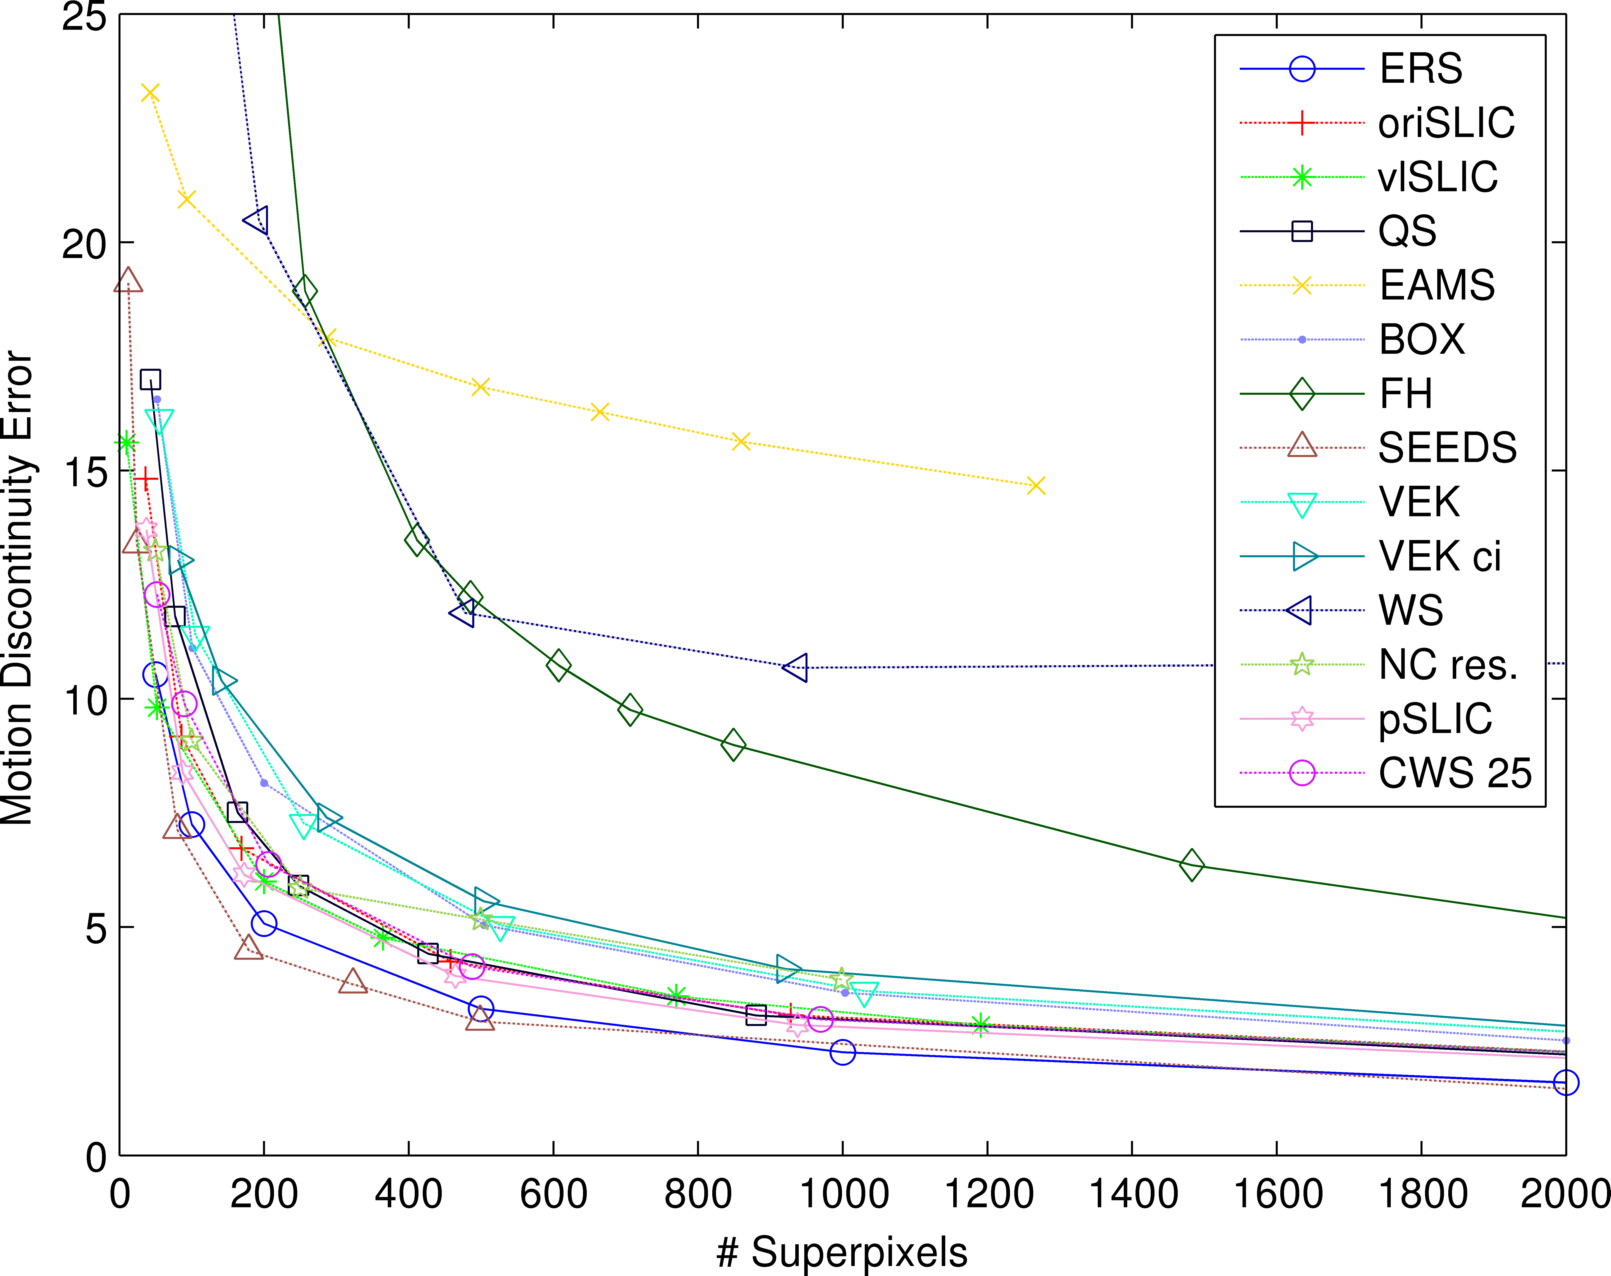 Motion Discontinuity Error
25
20
15
10
5
0
0 200 400 600 800 1000 1200 1400 1600 1800 2000
# Superpixels
ERS
oriSLIC
vlSLIC
QS
EAMS
BOX
FH
SEEDS
VEK
VEK ci
WS
NC res.
pSLIC
CWS 25